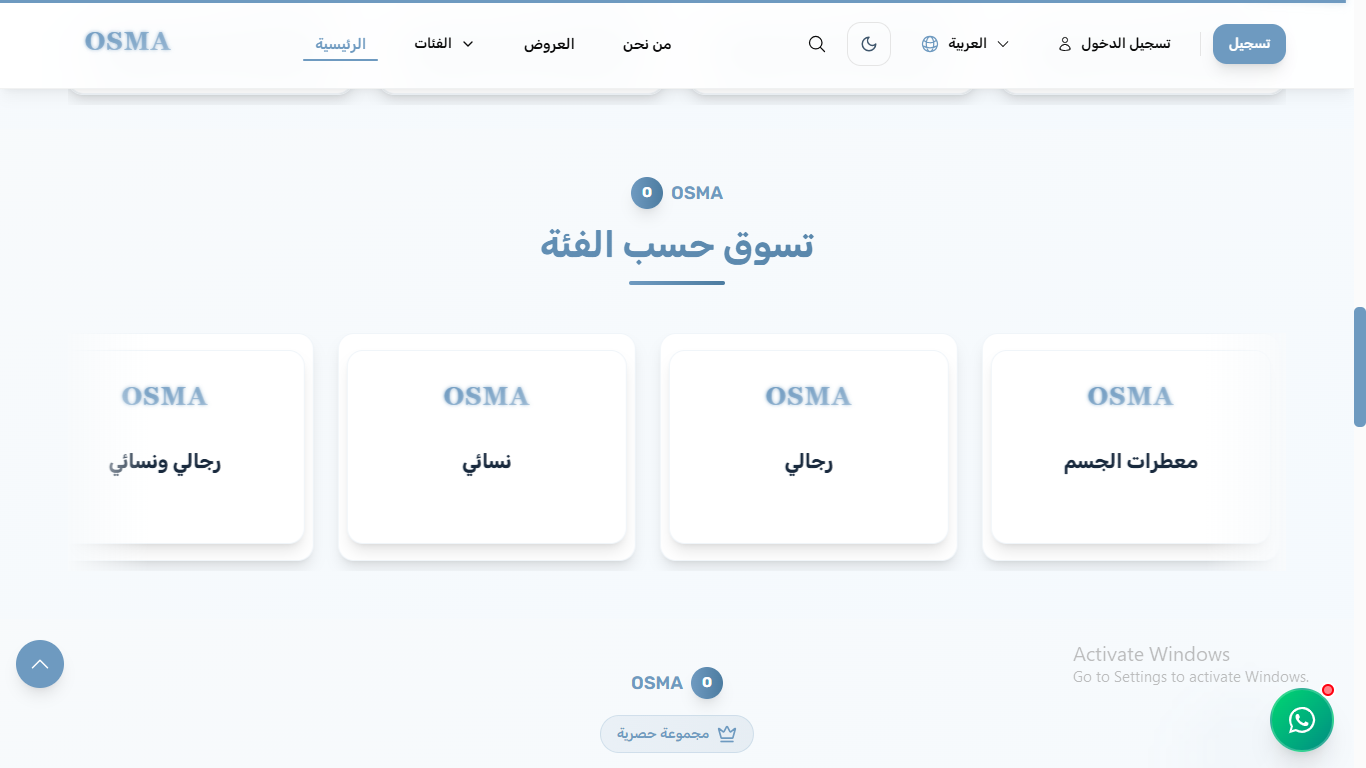 OSMA
الرئيسية
الفئات
العروض
من نحن
العربية
تسجيل الدخول
تسجيل
O OSMA
تسوق حسب الفئة
OSMA
معطرات الجسم
OSMA
رجالي
OSMA
نسائي
OSMA
رجالي ونسائي
OSMA O
مجموعة حصرية
Activate Windows
Go to Settings to activate Windows.